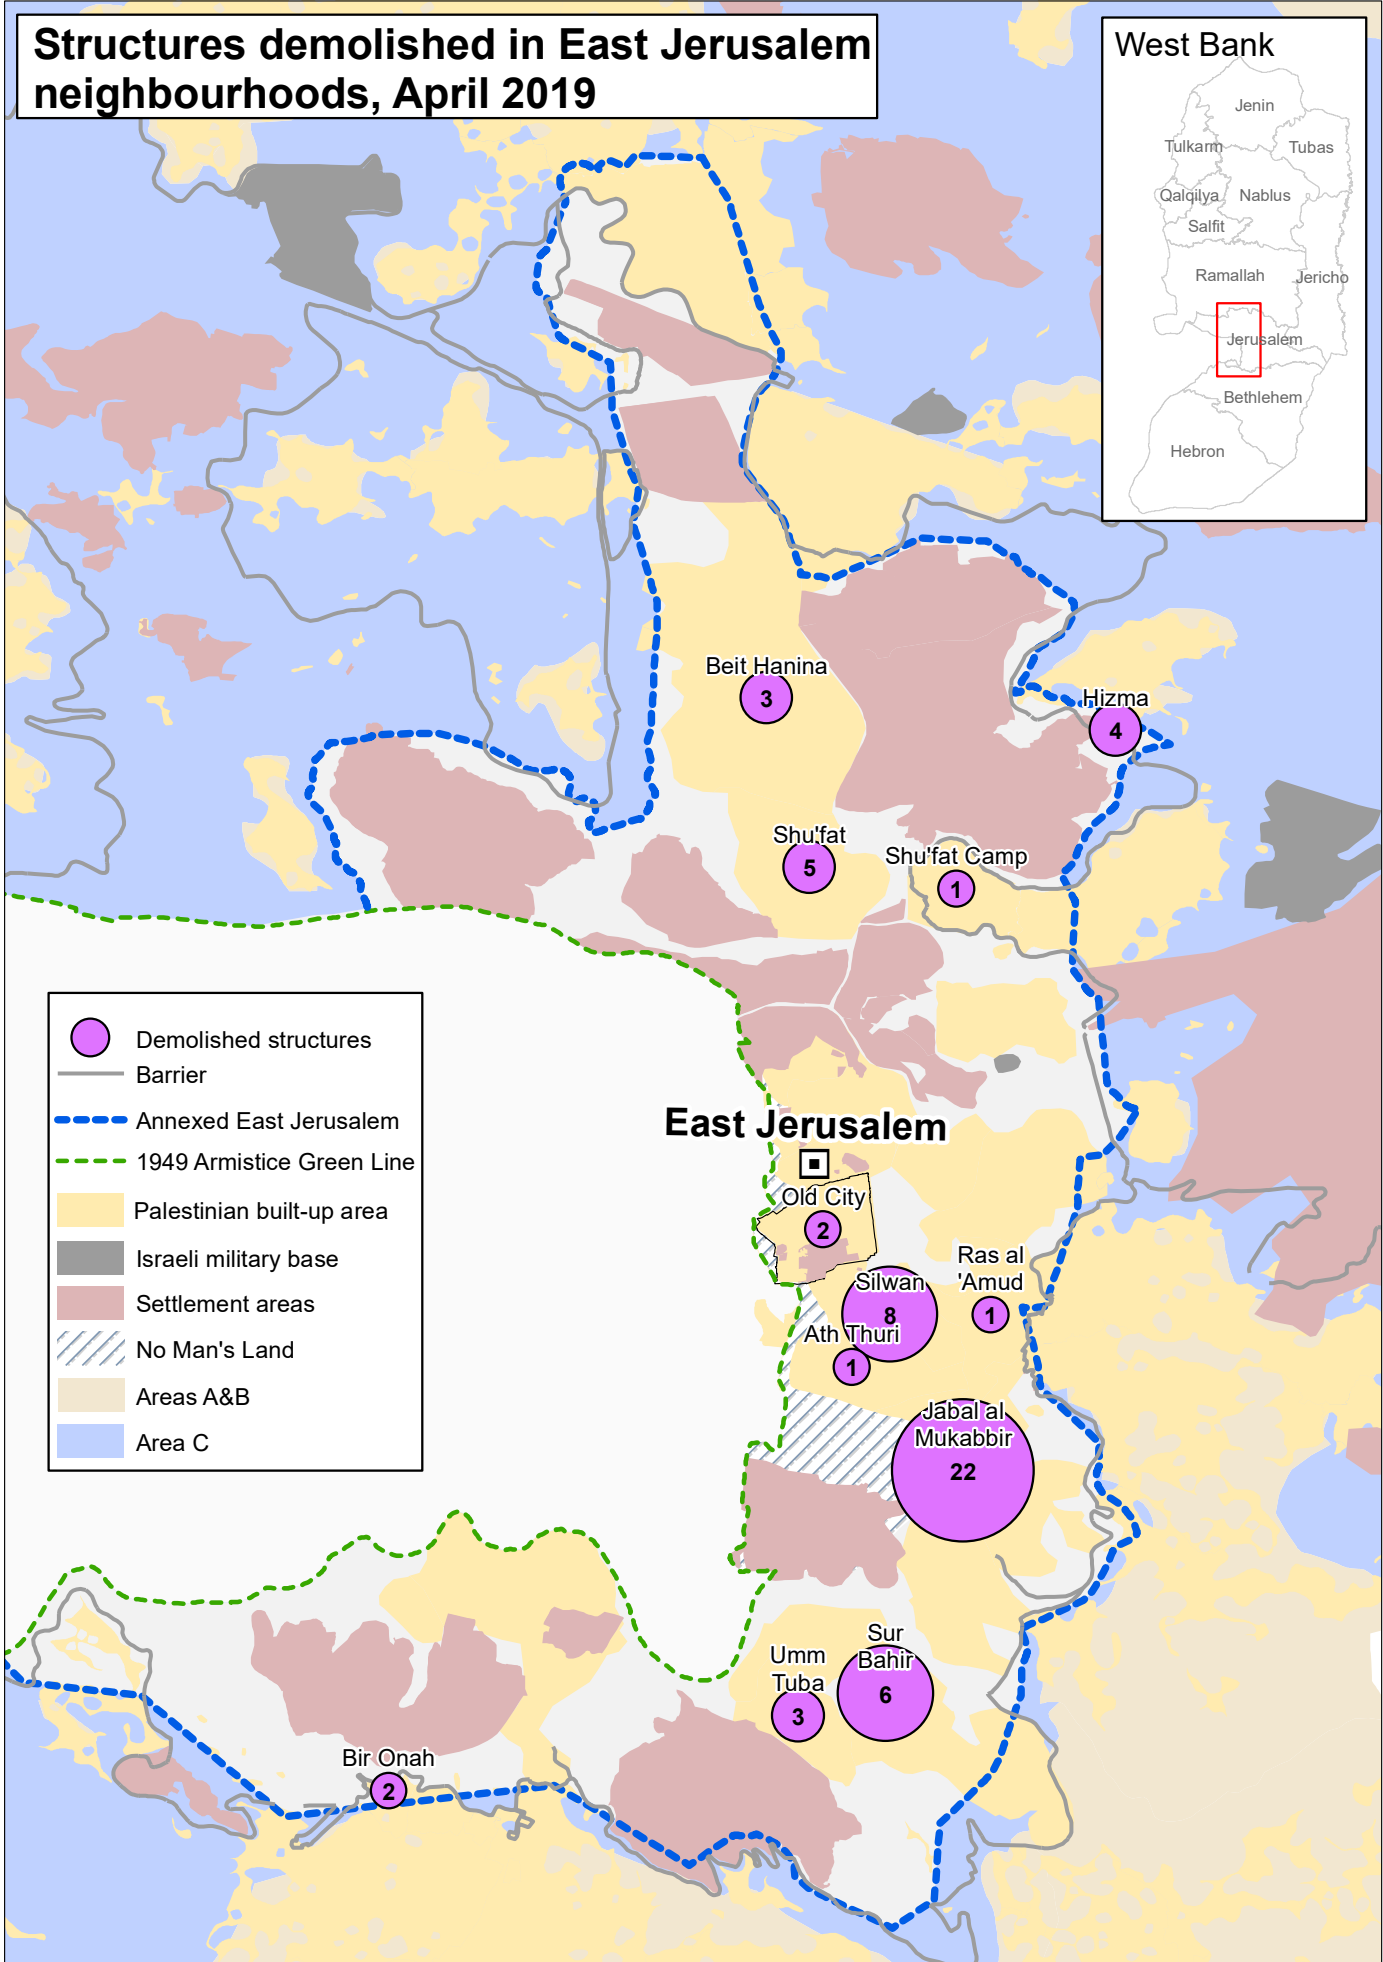 Structures demolished in East Jerusalem
neighbourhoods, April 2019
West Bank
Jenin
Tulkarm
Tubas
Qalqilya
Nablus
Salfit
Ramallah
Jericho
Jerusalem
Bethlehem
Hebron
Beit Hanina
3
Hizma
4
Shu'fat
5
Shu'fat Camp
1
Demolished structures
Barrier
Annexed East Jerusalem
1949 Armistice Green Line
Palestinian built-up area
Israeli military base
Settlement areas
No Man's Land
Areas A&B
Area C
East Jerusalem
Old City
2
Silwan
8
Ras al
'Amud
1
Ath Thuri
1
Jabal al
Mukabbir
22
Sur
Bahir
6
Umm
Tuba
3
Bir Onah
2